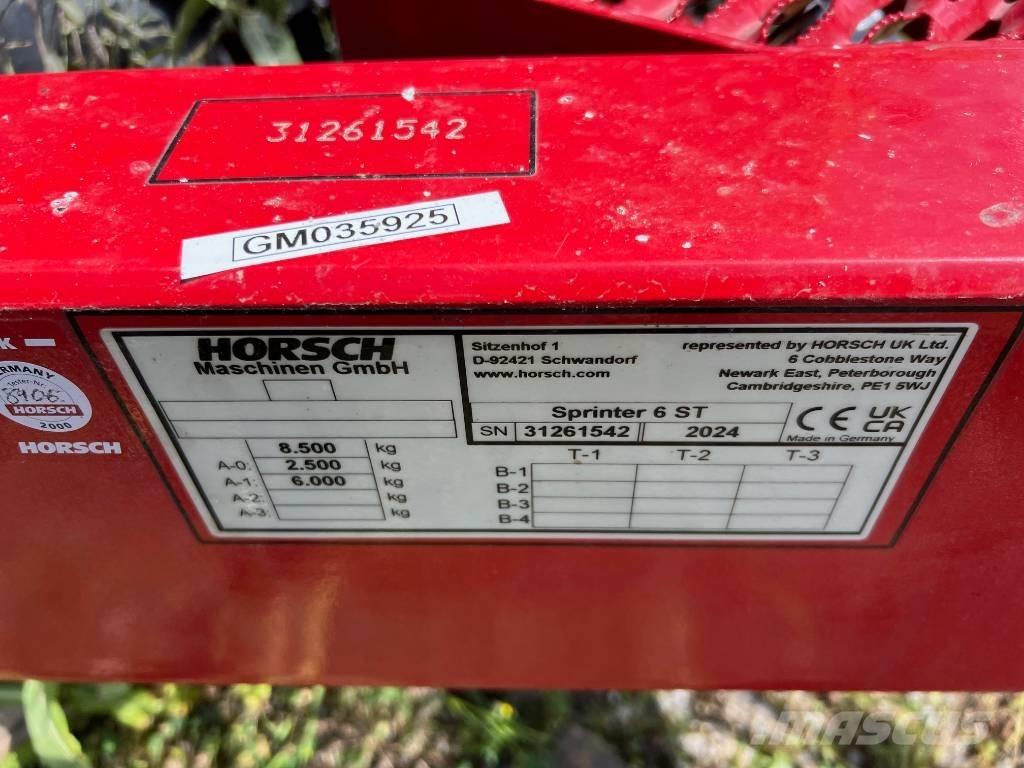 31261542
GM035925
K
GERMANY
HORSCH
2000
HORSCH
HORSCH
Maschinen GmbH
8.500 kg
A-0: 2.500 kg
A-1: 6.000 kg
A-2: kg
A-3: kg
Sitzenhof 1
D-92421 Schwandorf
www.horsch.com
represented by HORSCH UK Ltd.
6 Cobblestone Way
Newark East, Peterborough
Cambridgeshire, PE1 5WJ
Sprinter 6 ST
SN 31261542 2024
CE UK CA
Made in Germany
T-1 T-2 T-3
B-1
B-2
B-3
B-4
MASCUS